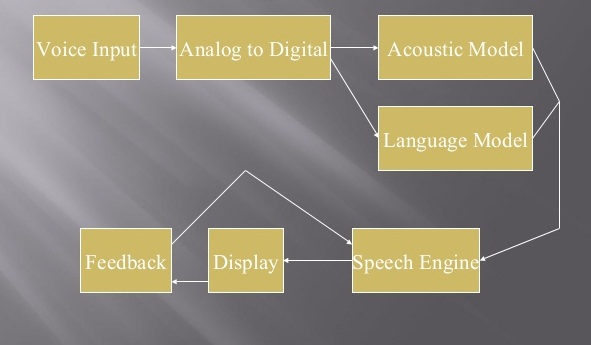 Voice Input
Analog to Digital
Acoustic Model
Language Model
Feedback
Display
Speech Engine